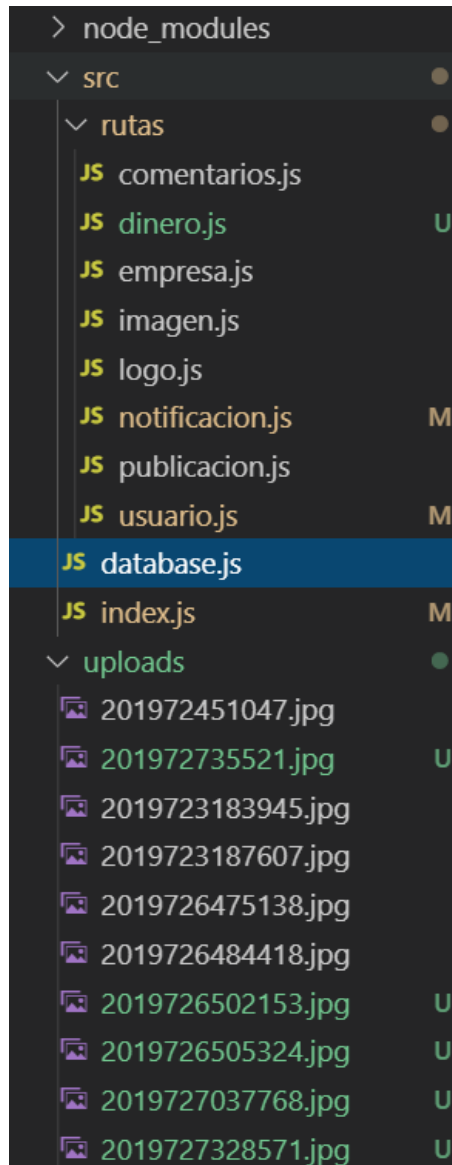 node_modules
src
rutas
JS comentarios.js
JS dinero.js U
JS empresa.js
JS imagen.js
JS logo.js
JS notificacion.js M
JS publicacion.js
JS usuario.js M
JS database.js
JS index.js M
uploads
201972451047.jpg
201972735521.jpg U
2019723183945.jpg
2019723187607.jpg
2019726475138.jpg
2019726484418.jpg
2019726502153.jpg U
2019726505324.jpg U
2019727037768.jpg U
2019727328571.jpg U